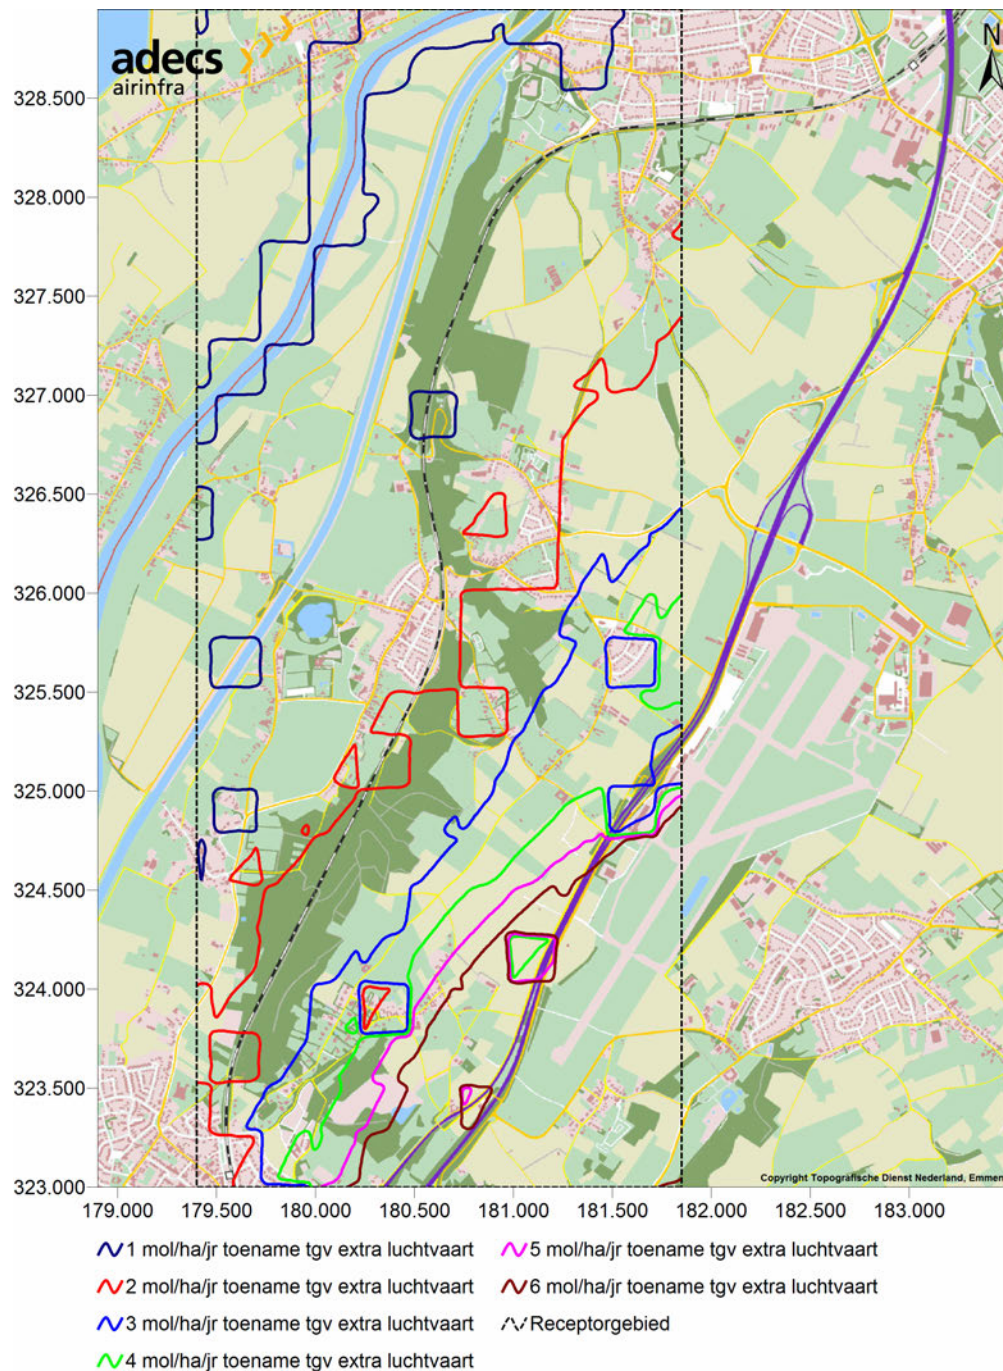 adecs
airinfra
N
328.500
328.000
327.500
327.000
326.500
326.000
325.500
325.000
324.500
324.000
323.500
323.000
Copyright Topografische Dienst Nederland, Emmen
179.000 179.500 180.000 180.500 181.000 181.500 182.000 182.500 183.000
1 mol/ha/jr toename tgv extra luchtvaart
5 mol/ha/jr toename tgv extra luchtvaart
2 mol/ha/jr toename tgv extra luchtvaart
6 mol/ha/jr toename tgv extra luchtvaart
3 mol/ha/jr toename tgv extra luchtvaart
Receptorgebied
4 mol/ha/jr toename tgv extra luchtvaart